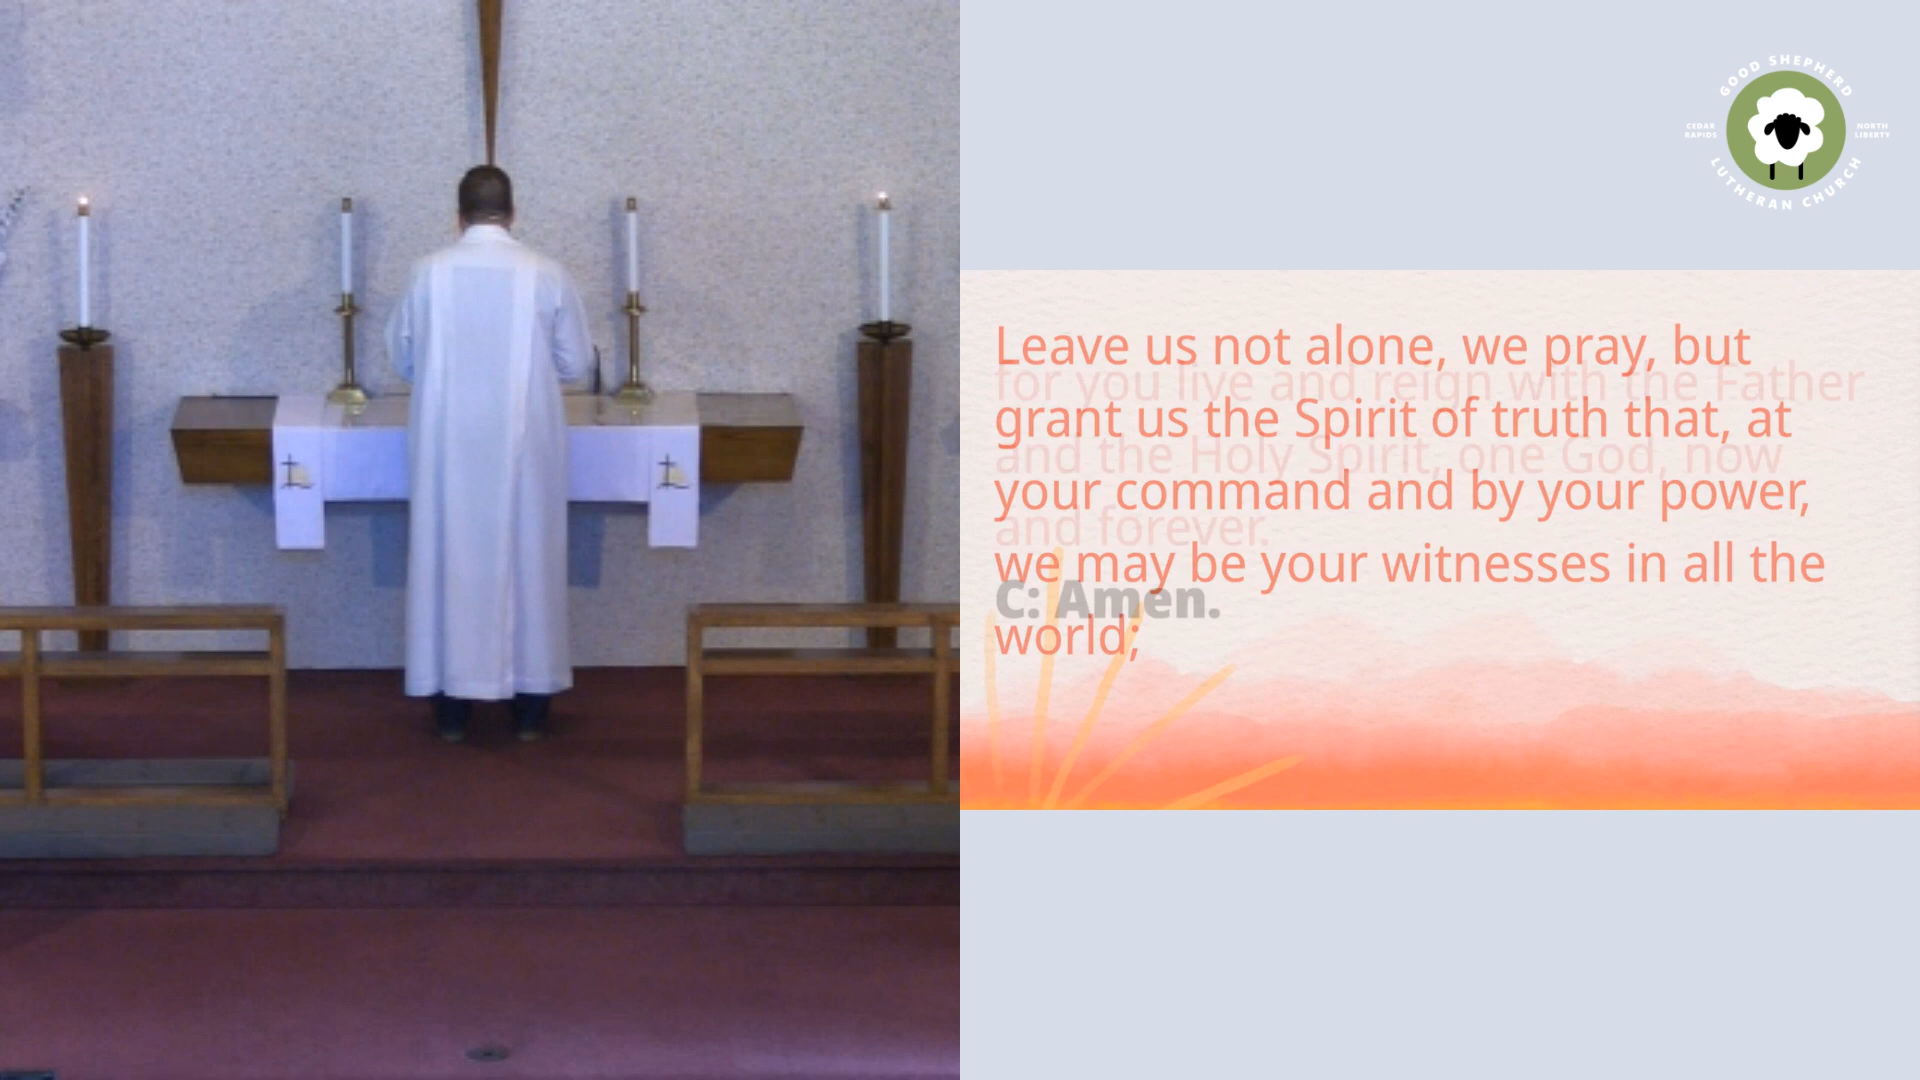 GOOD SHEPHERD
CEDAR RAPIDS
NORTH LIBERTY
LUTHERAN CHURCH
Leave us not alone, we pray, but
grant us the Spirit of truth that, at
your command and by your power,
we may be your witnesses in all the
world;
for you live and reign with the Father
and the Holy Spirit, one God, now
and forever.
C: Amen.